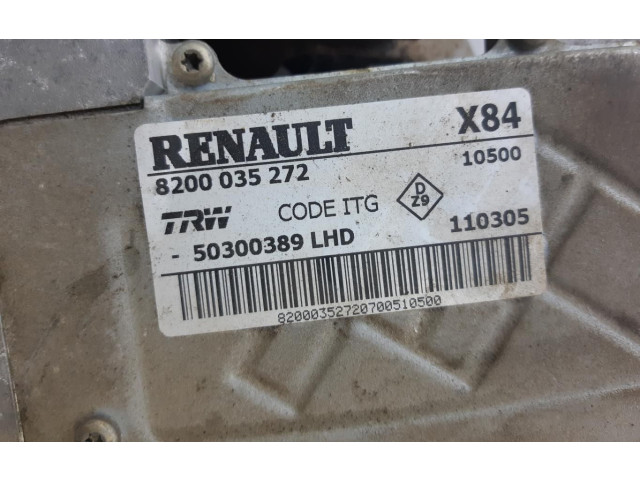 RENAULT X84
8200 035 272 10500
TRW CODE ITG D Z9
- 50300389 LHD 110305
82000352720700510500